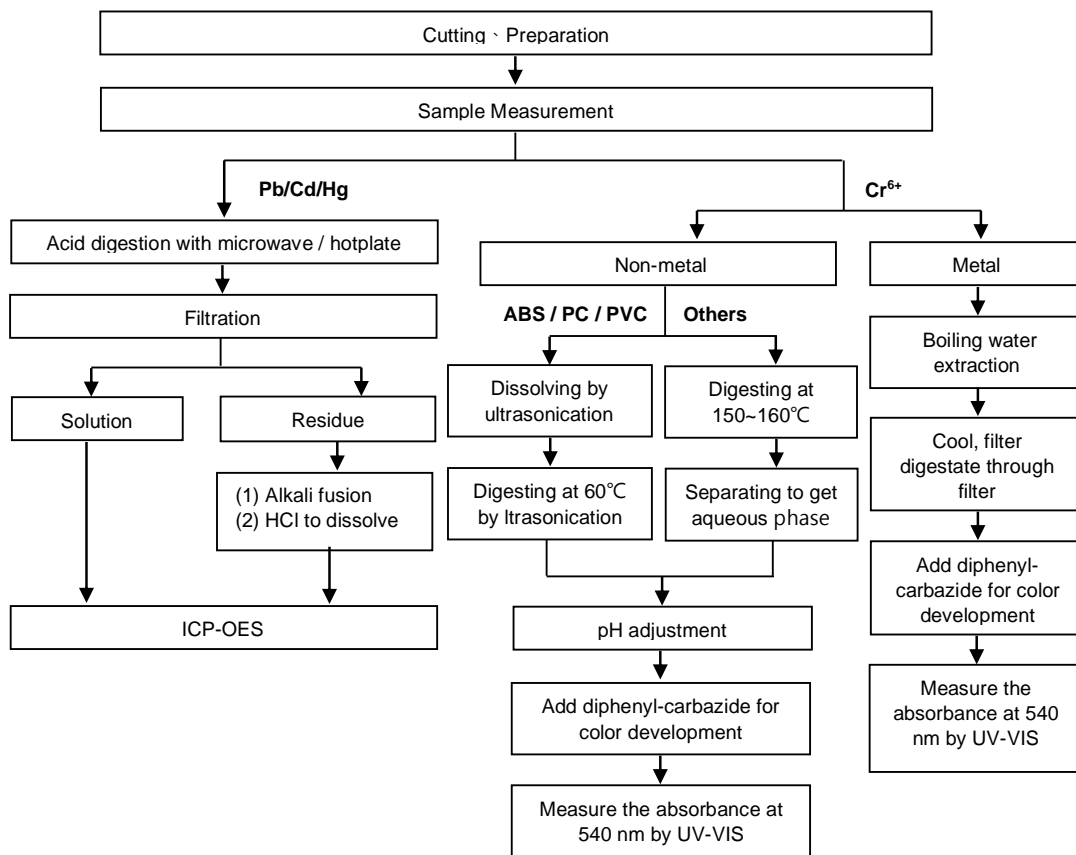 Cutting、Preparation
Sample Measurement
Pb/Cd/Hg
Cr⁶⁺
Acid digestion with microwave / hotplate
Non-metal
Metal
Filtration
ABS / PC / PVC
Others
Boiling water
extraction
Solution
Residue
Dissolving by
ultrasonication
Digesting at
150~160℃
Cool, filter
digestate through
filter
(1) Alkali fusion
(2) HCl to dissolve
Digesting at 60℃
by ltrasonication
Separating to get
aqueous phase
Add diphenyl-
carbazide for color
development
ICP-OES
pH adjustment
Measure the
absorbance at 540
nm by UV-VIS
Add diphenyl-carbazide for
color development
Measure the absorbance at
540 nm by UV-VIS